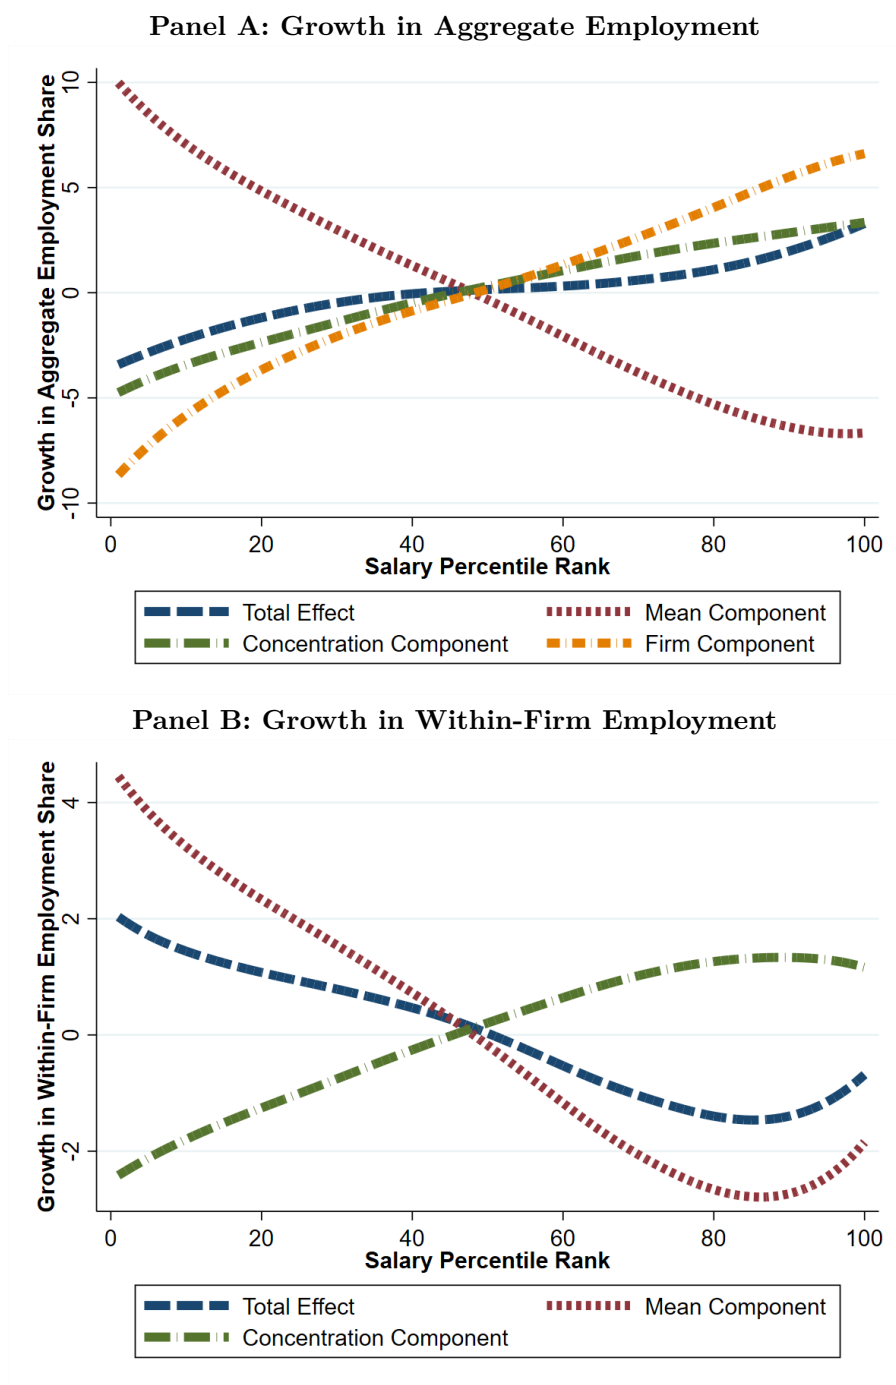 Panel A: Growth in Aggregate Employment
Growth in Aggregate Employment Share
10
5
0
-5
-10
0 20 40 60 80 100
Salary Percentile Rank
Total Effect Mean Component
Concentration Component Firm Component
Panel B: Growth in Within-Firm Employment
Growth in Within-Firm Employment Share
4
2
0
-2
0 20 40 60 80 100
Salary Percentile Rank
Total Effect Mean Component
Concentration Component